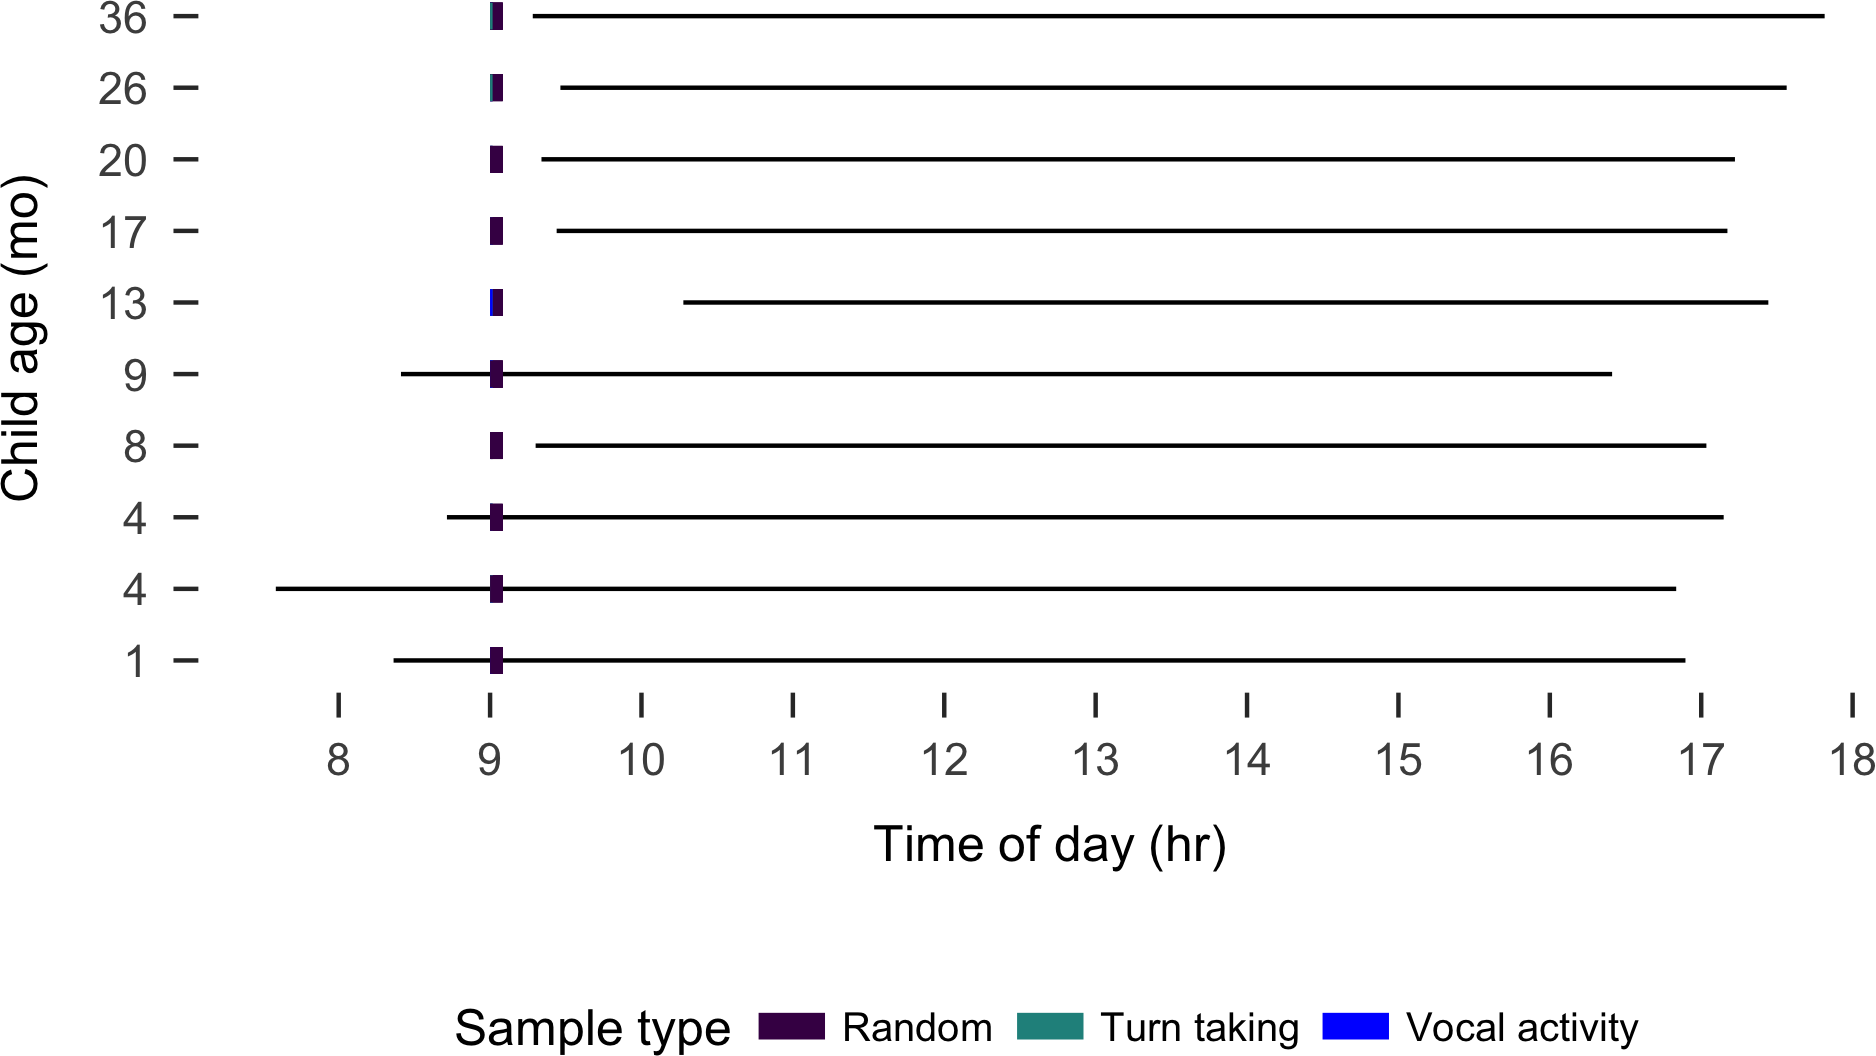 36
26
20
17
13
9
8
4
4
1
Child age (mo)
8 9 10 11 12 13 14 15 16 17 18
Time of day (hr)
Sample type Random Turn taking Vocal activity